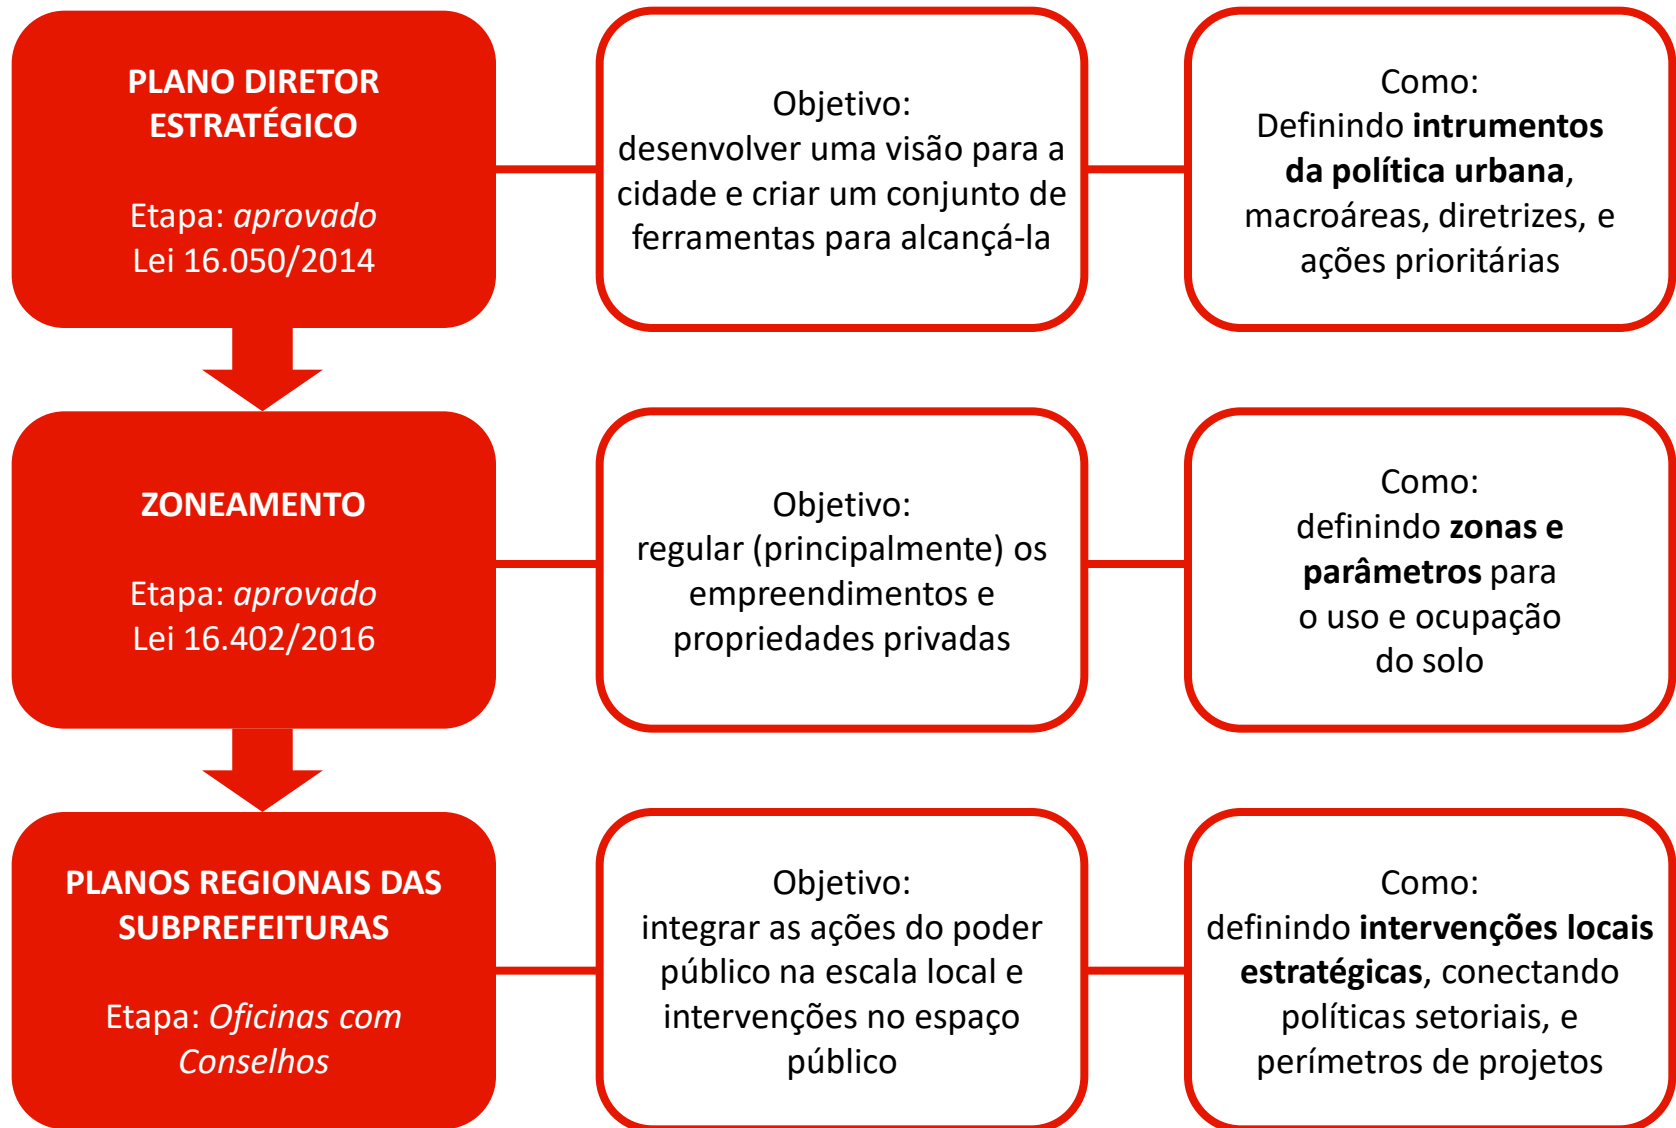 PLANO DIRETOR
ESTRATÉGICO
Etapa: aprovado
Lei 16.050/2014
Objetivo:
desenvolver uma visão para a
cidade e criar um conjunto de
ferramentas para alcançá-la
Como:
Definindo intrumentos
da política urbana,
macroáreas, diretrizes, e
ações prioritárias
ZONEAMENTO
Etapa: aprovado
Lei 16.402/2016
Objetivo:
regular (principalmente) os
empreendimentos e
propriedades privadas
Como:
definindo zonas e
parâmetros para
o uso e ocupação
do solo
PLANOS REGIONAIS DAS
SUBPREFEITURAS
Etapa: Oficinas com
Conselhos
Objetivo:
integrar as ações do poder
público na escala local e
intervenções no espaço
público
Como:
definindo intervenções locais
estratégicas, conectando
políticas setoriais, e
perímetros de projetos